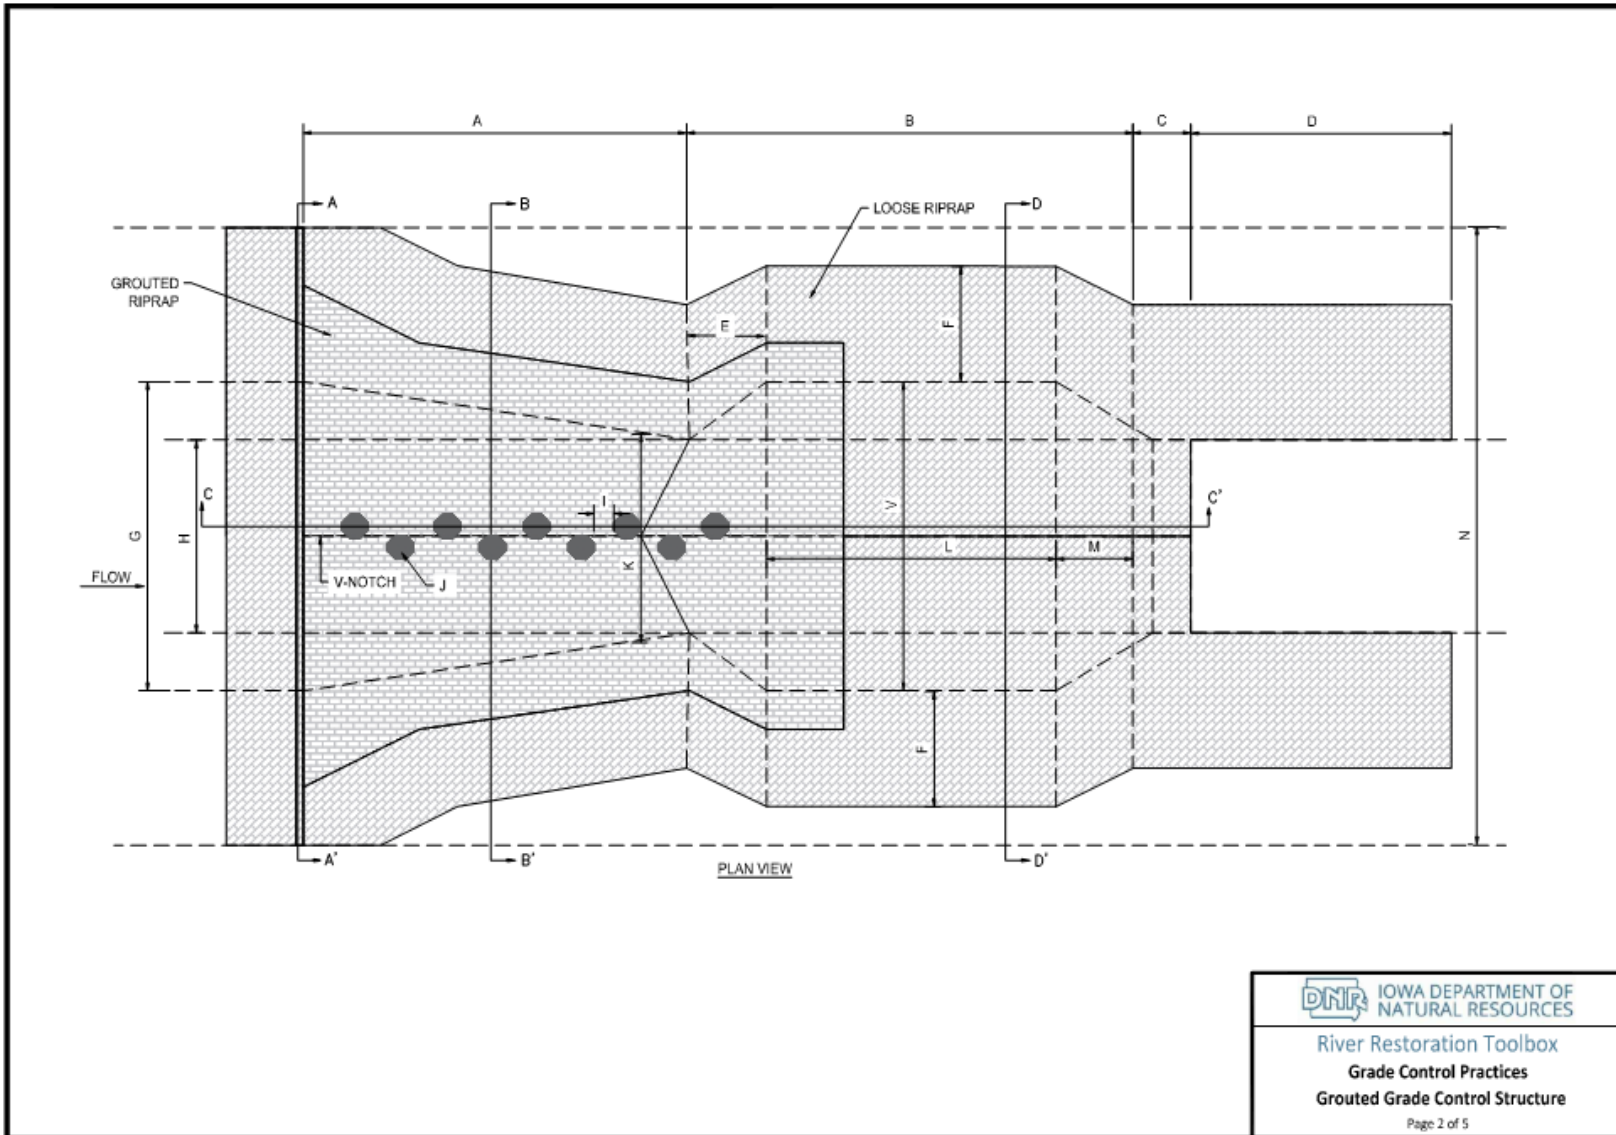 A
B
C
D
A
B
D
LOOSE RIPRAP
GROUTED
RIPRAP
E
F
C
I
C'
G
H
V
N
L
M
K
FLOW
V-NOTCH
J
F
A'
B'
D'
PLAN VIEW
DNR
IOWA DEPARTMENT OF
NATURAL RESOURCES
River Restoration Toolbox
Grade Control Practices
Grouted Grade Control Structure
Page 2 of 5